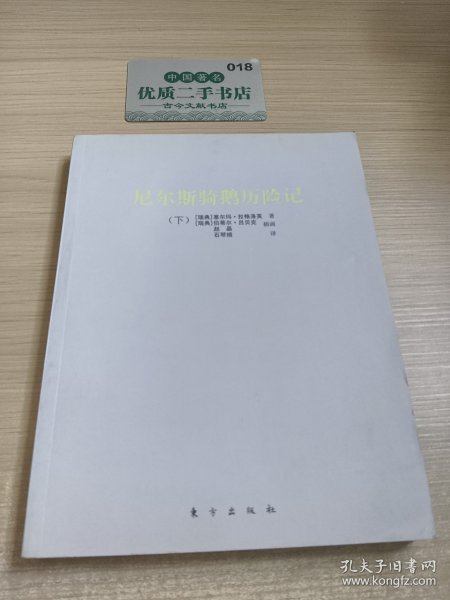 018
中国著名
优质二手书店
古今文献书店
尼尔斯骑鹅历险记
(下) [瑞典]塞尔玛·拉格洛芙 著
[瑞典]伯蒂尔·吕贝克 插画
赵晶
石琴娥 译
东方出版社
孔夫子旧书网
www.kongfz.com